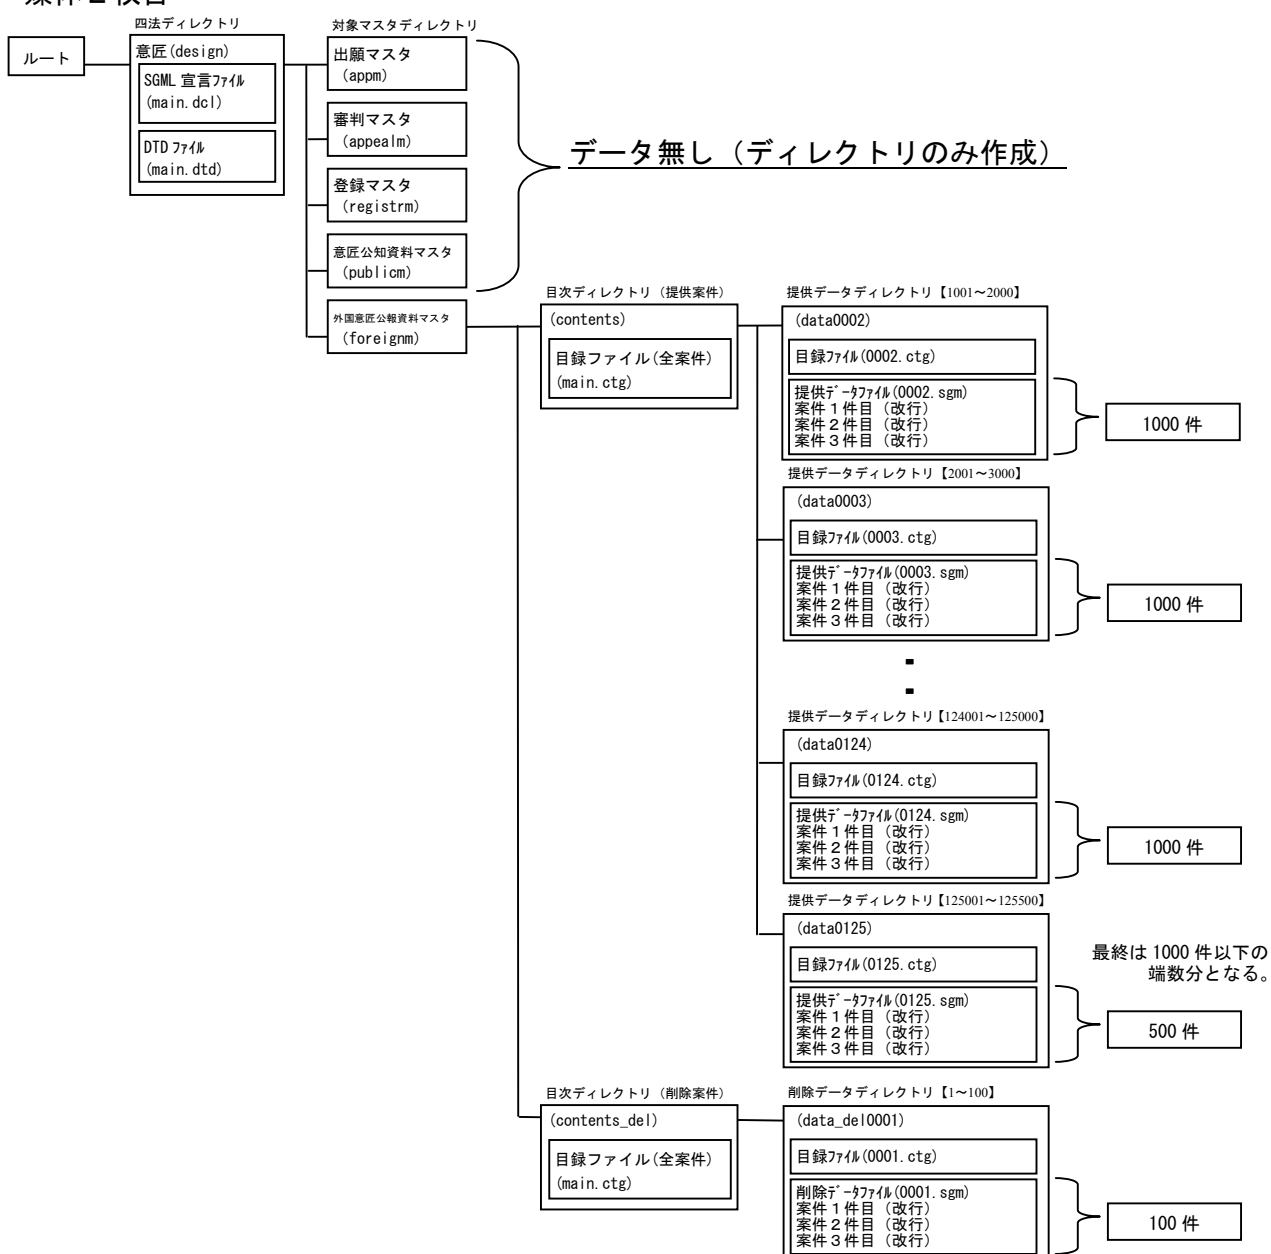 四法ディレクトリ
対象マスタディレクトリ
ルート
意匠(design)
SGML 宣言ファイル
(main.dcl)
DTD ファイル
(main.dtd)
出願マスタ
(appm)
審判マスタ
(appealm)
登録マスタ
(registrm)
意匠公知資料マスタ
(publicm)
外国意匠公報資料マスタ
(foreignm)
データ無し（ディレクトリのみ作成）
目次ディレクトリ（提供案件）
(contents)
目録ファイル(全案件)
(main.ctg)
提供データディレクトリ【1001～2000】
(data0002)
目録ファイル(0002.ctg)
提供データファイル(0002.sgm)
案件１件目（改行）
案件２件目（改行）
案件３件目（改行）
1000 件
提供データディレクトリ【2001～3000】
(data0003)
目録ファイル(0003.ctg)
提供データファイル(0003.sgm)
案件１件目（改行）
案件２件目（改行）
案件３件目（改行）
1000 件
提供データディレクトリ【124001～125000】
(data0124)
目録ファイル(0124.ctg)
提供データファイル(0124.sgm)
案件１件目（改行）
案件２件目（改行）
案件３件目（改行）
1000 件
提供データディレクトリ【125001～125500】
(data0125)
目録ファイル(0125.ctg)
提供データファイル(0125.sgm)
案件１件目（改行）
案件２件目（改行）
案件３件目（改行）
最終は 1000 件以下の
端数分となる。
500 件
目次ディレクトリ（削除案件）
(contents_del)
目録ファイル(全案件)
(main.ctg)
削除データディレクトリ【1～100】
(data_del0001)
目録ファイル(0001.ctg)
削除データファイル(0001.sgm)
案件１件目（改行）
案件２件目（改行）
案件３件目（改行）
100 件